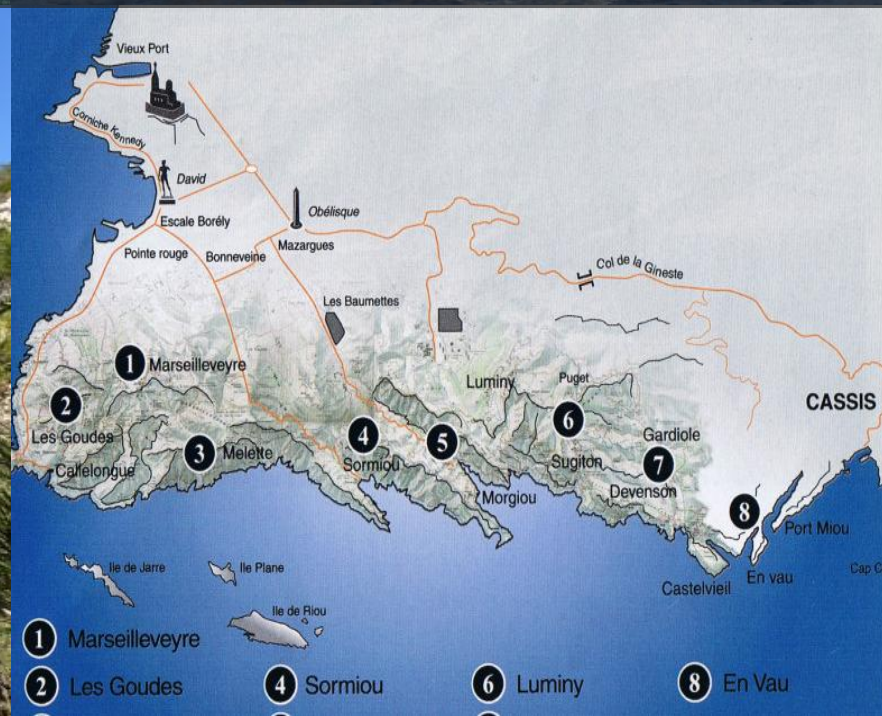 Vieux Port
Corniche Kennedy
David
Escale Borély
Obélisque
Pointe rouge
Bonneveine
Mazargues
Col de la Gineste
Les Baumettes
1 Marseilleveyre
Luminy
Puget
CASSIS
2
Les Goudes
6
4
5
Gardiole
3 Melette
Sormiou
Sugiton
7
Callelongue
Morgiou
Devenson
8
Port Miou
Castelvieil
En vau
Cap C
Ile de Jarre
Ile Plane
Ile de Riou
1 Marseilleveyre
2 Les Goudes
4 Sormiou
6 Luminy
8 En Vau